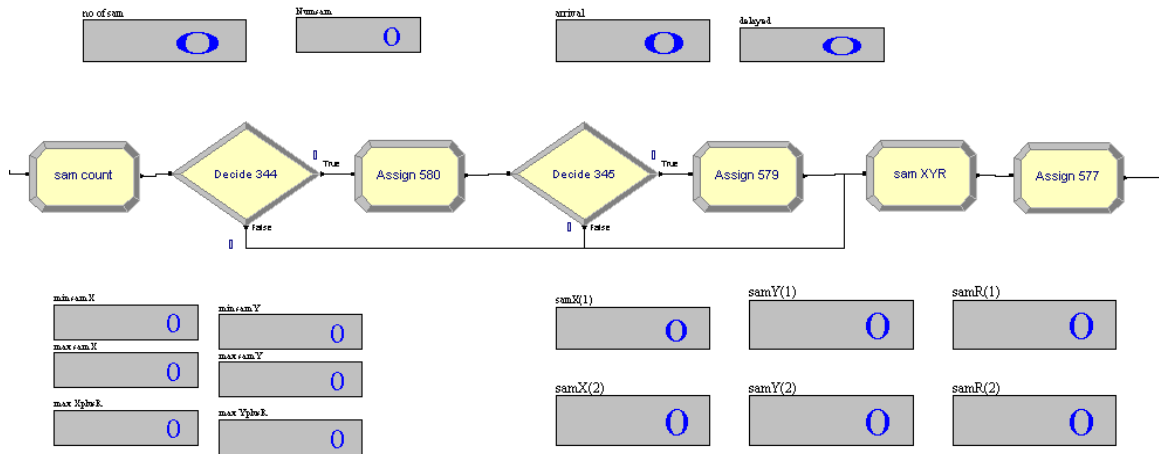 no of sam
Numsam
arrival
delayed
0
0
0
0
sam count
Decide 344
0
True
Assign 580
Decide 345
0
True
Assign 579
sam XYR
Assign 577
0
False
0
False
minsamX
0
minsamY
0
maxsamX
0
maxsamY
0
max XplusR
0
max YplusR
0
samX(1)
0
samY(1)
0
samR(1)
0
samX(2)
0
samY(2)
0
samR(2)
0